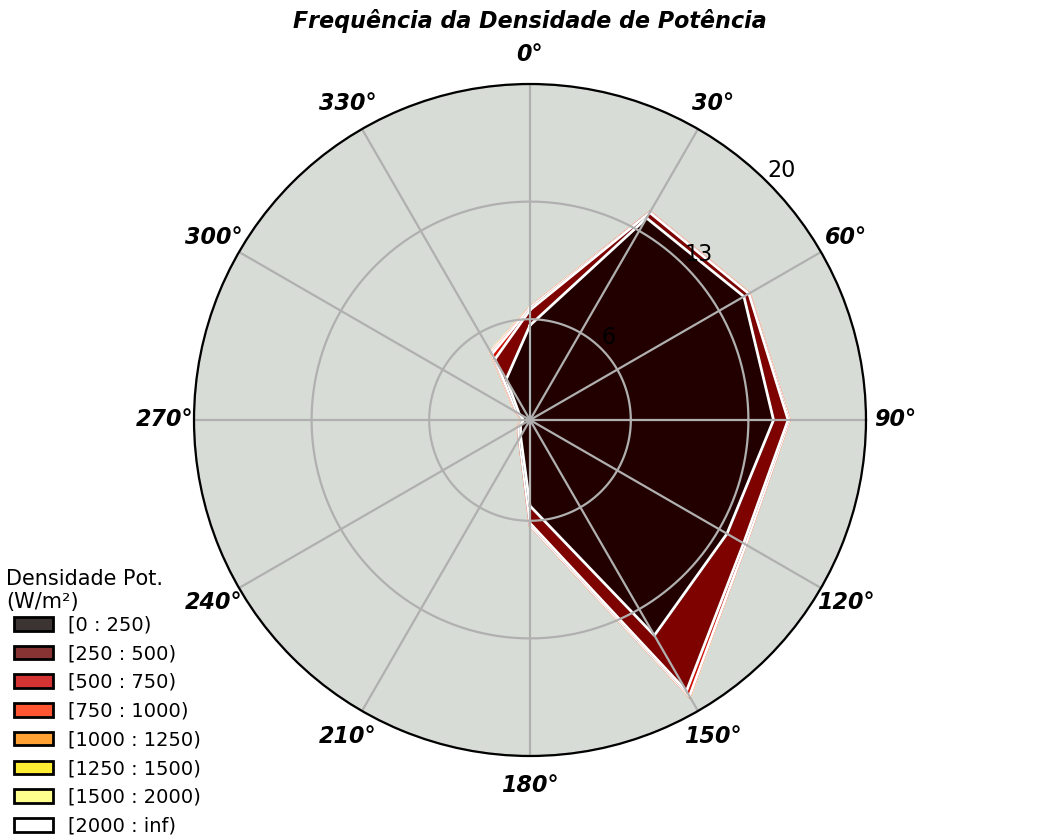 Frequência da Densidade de Potência
0°
330°
30°
20
300°
60°
13
6
270°
90°
240°
120°
210°
150°
180°
Densidade Pot.
(W/m²)
[0 : 250)
[250 : 500)
[500 : 750)
[750 : 1000)
[1000 : 1250)
[1250 : 1500)
[1500 : 2000)
[2000 : inf)